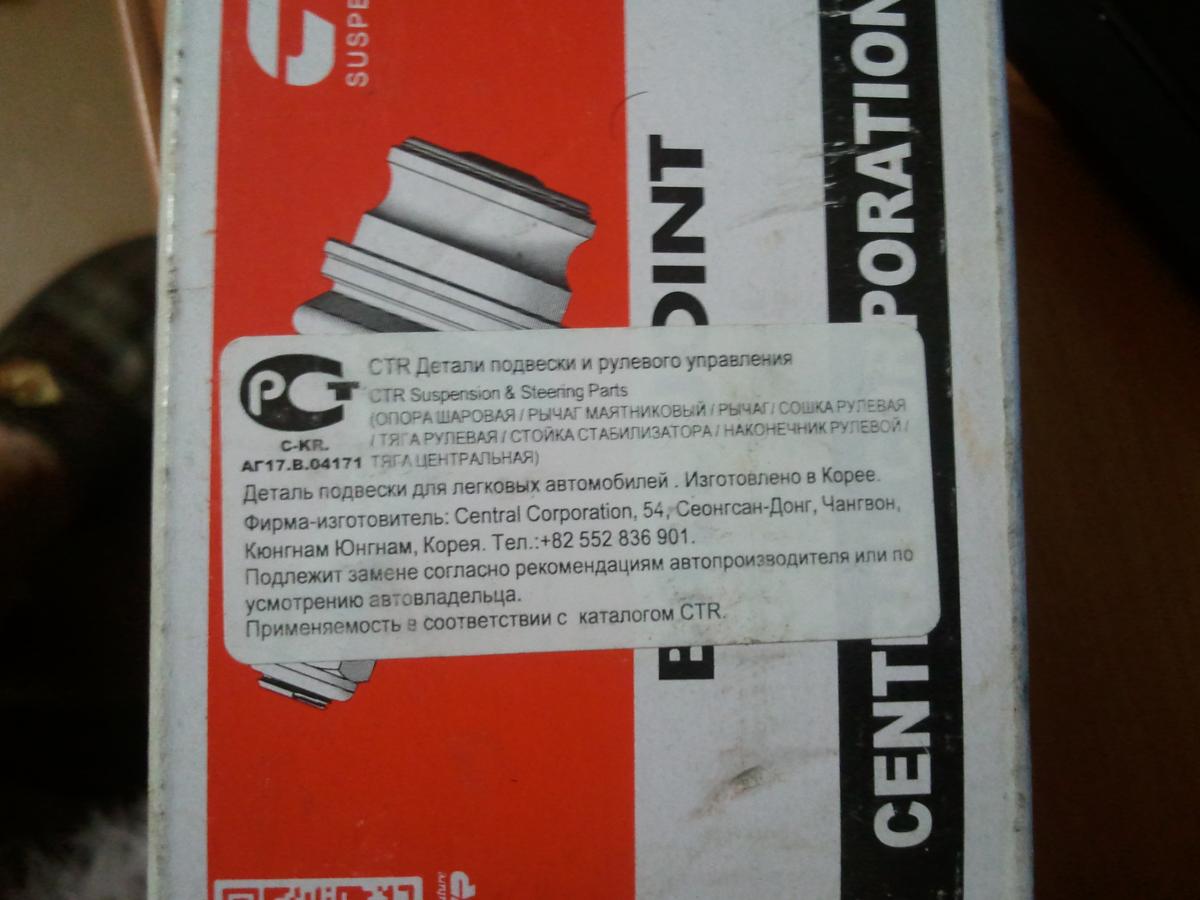 SUSPE
OINT
PORATION
CENT
B
PCT
C-KR.
АГ17.В.04171
CTR Детали подвески и рулевого управления
CTR Suspension & Steering Parts
(ОПОРА ШАРОВАЯ / РЫЧАГ МАЯТНИКОВЫЙ / РЫЧАГ/ СОШКА РУЛЕВАЯ
/ ТЯГА РУЛЕВАЯ / СТОЙКА СТАБИЛИЗАТОРА / НАКОНЕЧНИК РУЛЕВОЙ /
ТЯГА ЦЕНТРАЛЬНАЯ)
Деталь подвески для легковых автомобилей . Изготовлено в Корее.
Фирма-изготовитель: Central Corporation, 54, Сеонгсан-Донг, Чангвон,
Кюнгнам Юнгнам, Корея. Тел.:+82 552 836 901.
Подлежит замене согласно рекомендациям автопроизводителя или по
усмотрению автовладельца.
Применяемость в соответствии с каталогом CTR.